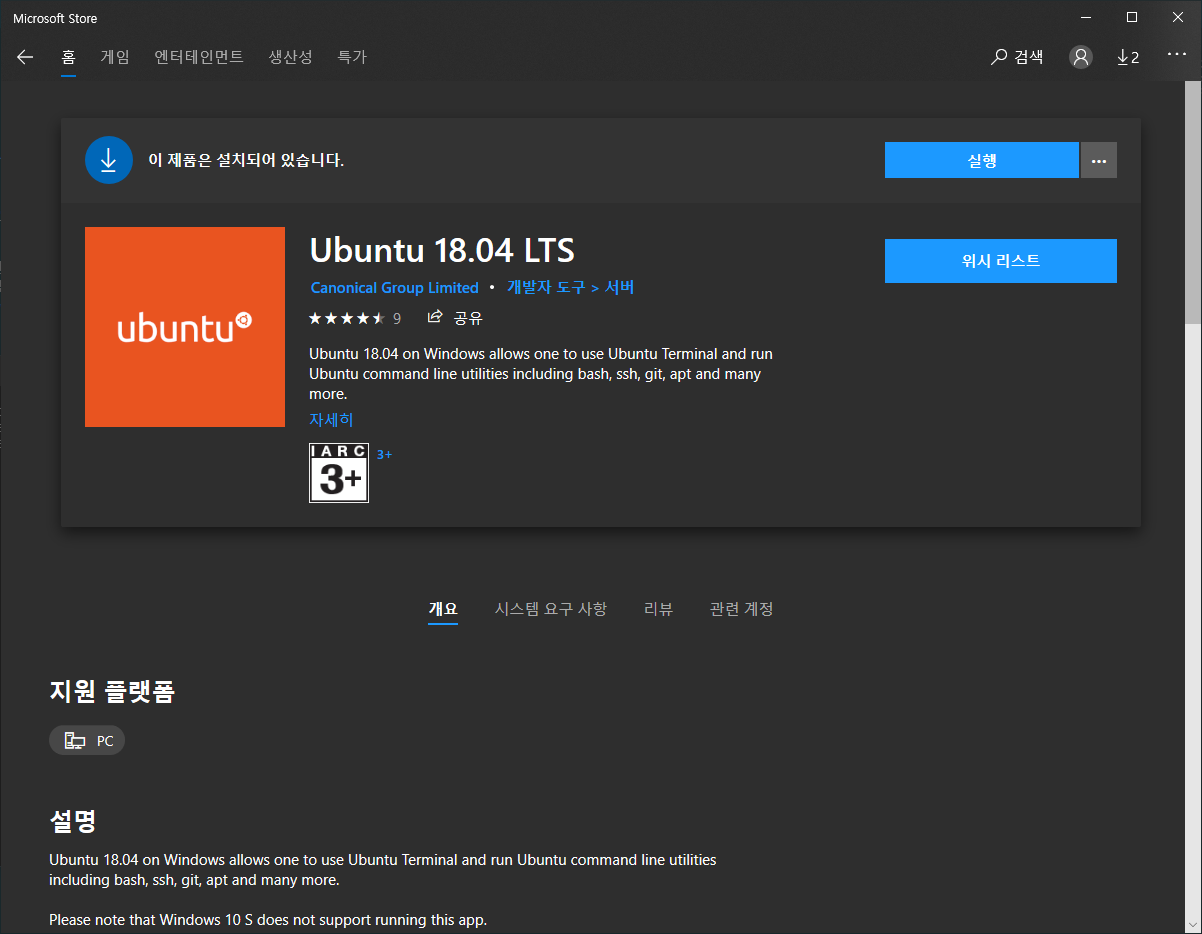 Microsoft Store
홈 게임 엔터테인먼트 생산성 특가 검색 2
이 제품은 설치되어 있습니다. 실행
ubuntu
Ubuntu 18.04 LTS
위시 리스트
Canonical Group Limited • 개발자 도구 > 서버
9 공유
Ubuntu 18.04 on Windows allows one to use Ubuntu Terminal and run
Ubuntu command line utilities including bash, ssh, git, apt and many
more.
자세히
IARC
3+
3+
개요 시스템 요구 사항 리뷰 관련 계정
지원 플랫폼
PC
설명
Ubuntu 18.04 on Windows allows one to use Ubuntu Terminal and run Ubuntu command line utilities
including bash, ssh, git, apt and many more.
Please note that Windows 10 S does not support running this app.